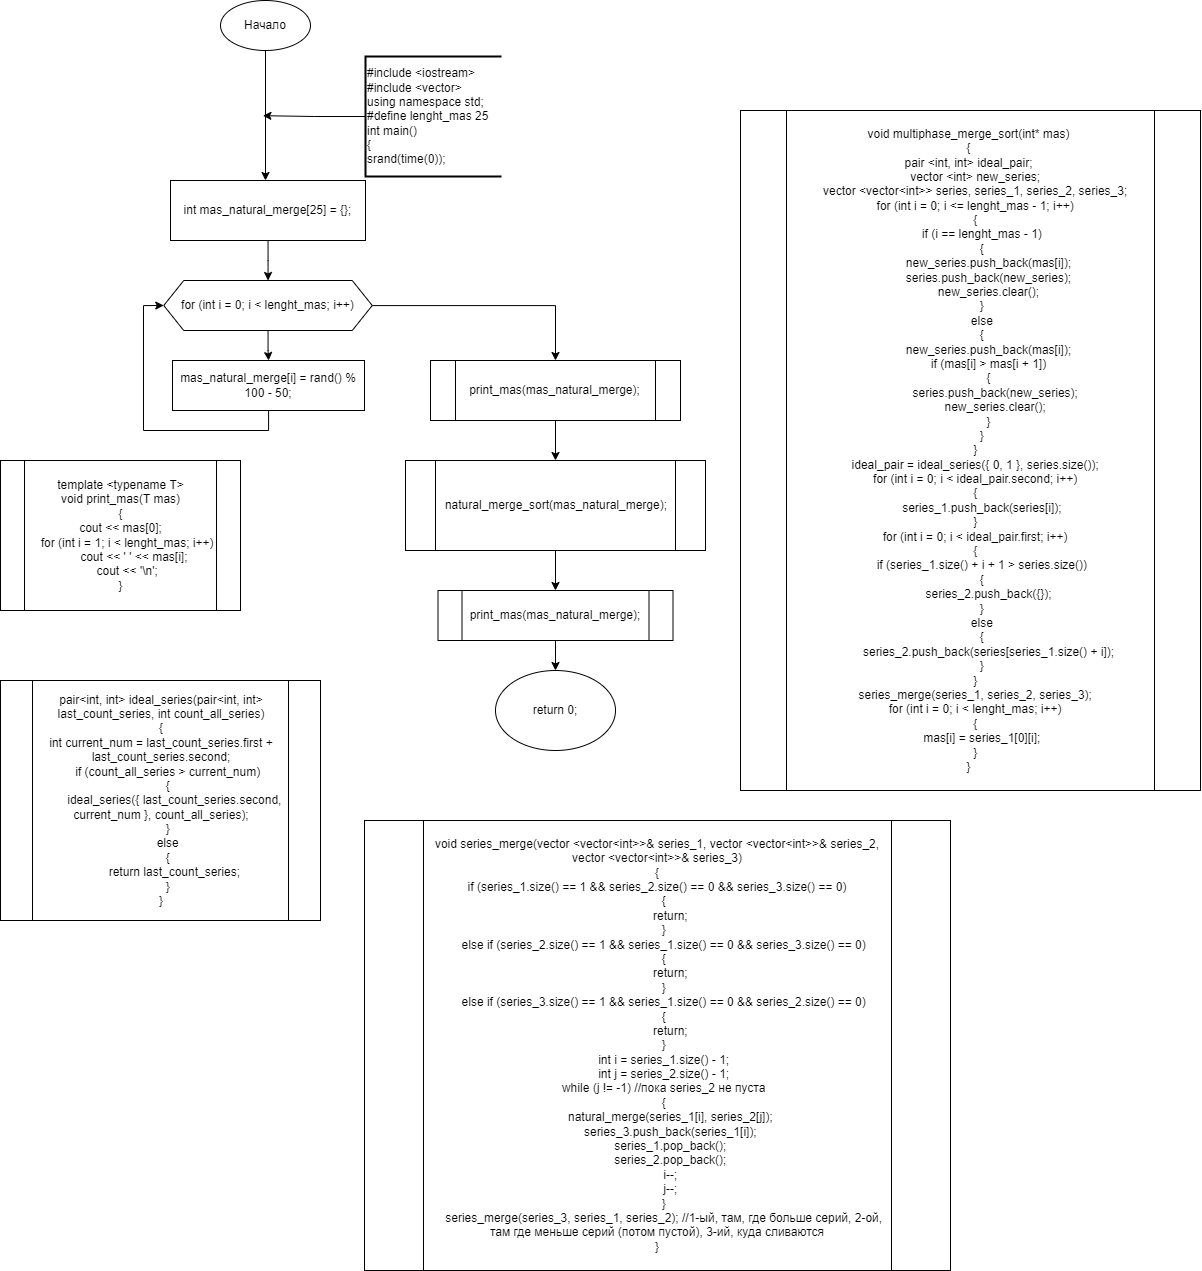 Начало
#include <iostream>
#include <vector>
using namespace std;
#define lenght_mas 25
int main()
{
srand(time(0));
int mas_natural_merge[25] = {};
for (int i = 0; i < lenght_mas; i++)
mas_natural_merge[i] = rand() %
100 - 50;
print_mas(mas_natural_merge);
natural_merge_sort(mas_natural_merge);
print_mas(mas_natural_merge);
return 0;
template <typename T>
void print_mas(T mas)
{
cout << mas[0];
for (int i = 1; i < lenght_mas; i++)
cout << ' ' << mas[i];
cout << '\n';
}
pair<int, int> ideal_series(pair<int, int>
last_count_series, int count_all_series)
{
int current_num = last_count_series.first +
last_count_series.second;
if (count_all_series > current_num)
{
ideal_series({ last_count_series.second,
current_num }, count_all_series);
}
else
{
return last_count_series;
}
}
void multiphase_merge_sort(int* mas)
{
pair <int, int> ideal_pair;
vector <int> new_series;
vector <vector<int>> series, series_1, series_2, series_3;
for (int i = 0; i <= lenght_mas - 1; i++)
{
if (i == lenght_mas - 1)
{
new_series.push_back(mas[i]);
series.push_back(new_series);
new_series.clear();
}
else
{
new_series.push_back(mas[i]);
if (mas[i] > mas[i + 1])
{
series.push_back(new_series);
new_series.clear();
}
}
}
ideal_pair = ideal_series({ 0, 1 }, series.size());
for (int i = 0; i < ideal_pair.second; i++)
{
series_1.push_back(series[i]);
}
for (int i = 0; i < ideal_pair.first; i++)
{
if (series_1.size() + i + 1 > series.size())
{
series_2.push_back({});
}
else
{
series_2.push_back(series[series_1.size() + i]);
}
}
series_merge(series_1, series_2, series_3);
for (int i = 0; i < lenght_mas; i++)
{
mas[i] = series_1[0][i];
}
}
void series_merge(vector <vector<int>>& series_1, vector <vector<int>>& series_2,
vector <vector<int>>& series_3)
{
if (series_1.size() == 1 && series_2.size() == 0 && series_3.size() == 0)
{
return;
}
else if (series_2.size() == 1 && series_1.size() == 0 && series_3.size() == 0)
{
return;
}
else if (series_3.size() == 1 && series_1.size() == 0 && series_2.size() == 0)
{
return;
}
int i = series_1.size() - 1;
int j = series_2.size() - 1;
while (j != -1) //пока series_2 не пуста
{
natural_merge(series_1[i], series_2[j]);
series_3.push_back(series_1[i]);
series_1.pop_back();
series_2.pop_back();
i--;
j--;
}
series_merge(series_3, series_1, series_2); //1-ый, там, где больше серий, 2-ой,
там где меньше серий (потом пустой), 3-ий, куда сливаются
}